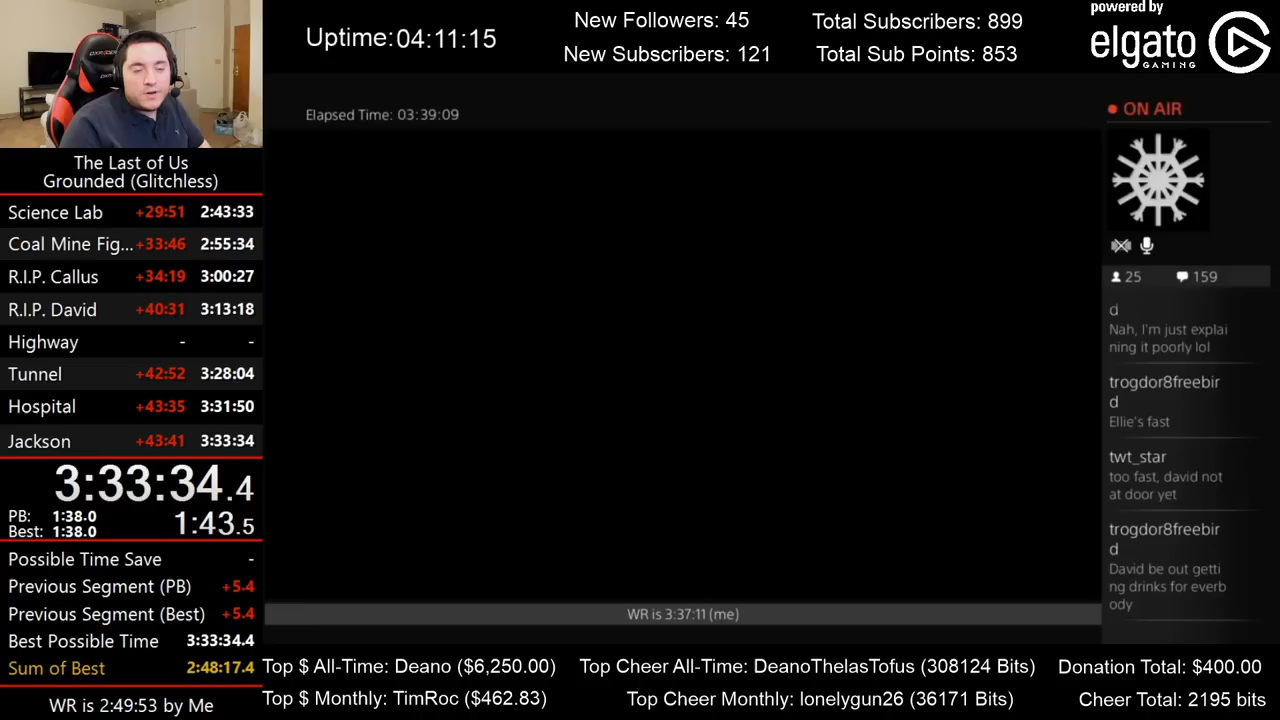 Uptime: 04:11:15
New Followers: 45
New Subscribers: 121
Total Subscribers: 899
Total Sub Points: 853
powered by
elgato
GAMING
Elapsed Time: 03:39:09
ON AIR
The Last of Us
Grounded (Glitchless)
Science Lab +29:51 2:43:33
Coal Mine Fig... +33:46 2:55:34
R.I.P. Callus +34:19 3:00:27
R.I.P. David +40:31 3:13:18
Highway - -
Tunnel +42:52 3:28:04
Hospital +43:35 3:31:50
Jackson +43:41 3:33:34
3:33:34.4
PB: 1:38.0
Best: 1:38.0
1:43.5
Possible Time Save -
Previous Segment (PB) +5.4
Previous Segment (Best) +5.4
Best Possible Time 3:33:34.4
Sum of Best 2:48:17.4
WR is 2:49:53 by Me
25 159
d
Nah, I'm just explai
ning it poorly lol
trogdor8freebir
d
Ellie's fast
twt_star
too fast, david not
at door yet
trogdor8freebir
d
David be out getti
ng drinks for everb
ody
WR is 3:37:11 (me)
Top $ All-Time: Deano ($6,250.00)
Top Cheer All-Time: DeanoThelasTofus (308124 Bits)
Donation Total: $400.00
Top $ Monthly: TimRoc ($462.83)
Top Cheer Monthly: lonelygun26 (36171 Bits)
Cheer Total: 2195 bits